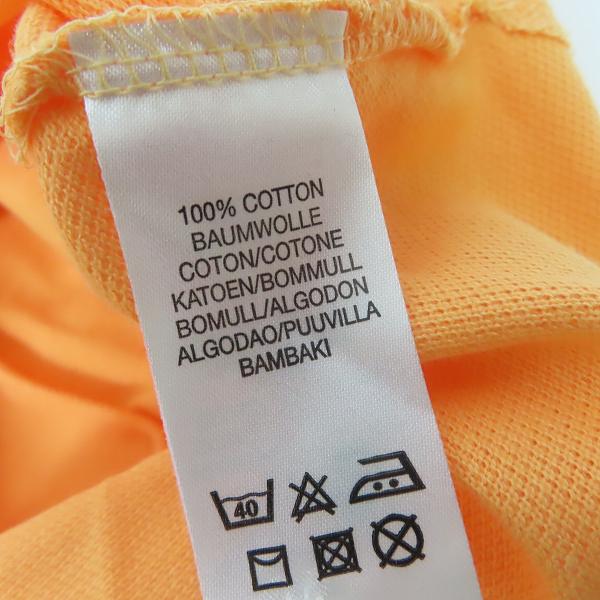 100% COTTON
BAUMWOLLE
COTON/COTONE
KATOEN/BOMMULL
BOMULL/ALGODON
ALGODAO/PUUVILLA
BAMBAKI
40